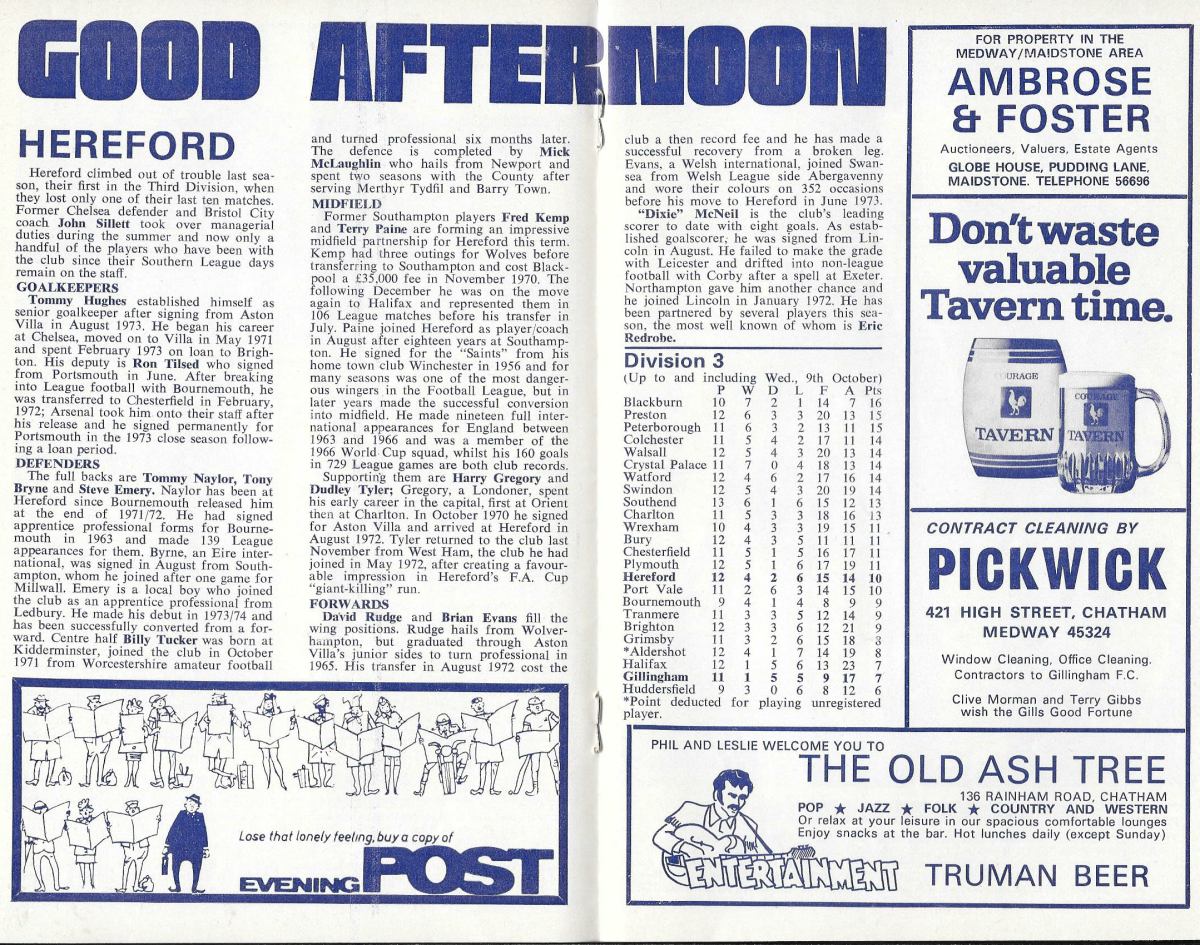 GOOD AFTERNOON
HEREFORD
Hereford climbed out of trouble last sea-
son, their first in the Third Division, when
they lost only one of their last ten matches.
Former Chelsea defender and Bristol City
coach John Sillett took over managerial
duties during the summer and now only a
handful of the players who have been with
the club since their Southern League days
remain on the staff.
GOALKEEPERS
Tommy Hughes established himself as
senior goalkeeper after signing from Aston
Villa in August 1973. He began his career
at Chelsea, moved on to Villa in May 1971
and spent February 1973 on loan to Brigh-
ton. His deputy is Ron Tilsed who signed
from Portsmouth in June. After breaking
into League football with Bournemouth, he
was transferred to Chesterfield in February,
1972; Arsenal took him onto their staff after
his release and he signed permanently for
Portsmouth in the 1973 close season follow-
ing a loan period.
DEFENDERS
The full backs are Tommy Naylor, Tony
Bryne and Steve Emery. Naylor has been at
Hereford since Bournemouth released him
at the end of 1971/72. He had signed
apprentice professional forms for Bourne-
mouth in 1963 and made 139 League
appearances for them. Byrne, an Eire inter-
national, was signed in August from South-
ampton, whom he joined after one game for
Millwall. Emery is a local boy who joined
the club as an apprentice professional from
Ledbury. He made his debut in 1973/74 and
has been successfully converted from a for-
ward. Centre half Billy Tucker was born at
Kidderminster, joined the club in October
1971 from Worcestershire amateur football
and turned professional six months later.
The defence is completed by Mick
McLaughlin who hails from Newport and
spent two seasons with the County after
serving Merthyr Tydfil and Barry Town.
MIDFIELD
Former Southampton players Fred Kemp
and Terry Paine are forming an impressive
midfield partnership for Hereford this term.
Kemp had three outings for Wolves before
transferring to Southampton and cost Black-
pool a £35,000 fee in November 1970. The
following December he was on the move
again to Halifax and represented them in
106 League matches before his transfer in
July. Paine joined Hereford as player/coach
in August after eighteen years at Southamp-
ton. He signed for the "Saints" from his
home town club Winchester in 1956 and for
many seasons was one of the most danger-
ous wingers in the Football League, but in
later years made the successful conversion
into midfield. He made nineteen full inter-
national appearances for England between
1963 and 1966 and was a member of the
1966 World Cup squad, whilst his 160 goals
in 729 League games are both club records.
Supporting them are Harry Gregory and
Dudley Tyler; Gregory, a Londoner, spent
his early career in the capital, first at Orient
then at Charlton. In October 1970 he signed
for Aston Villa and arrived at Hereford in
August 1972. Tyler returned to the club last
November from West Ham, the club he had
joined in May 1972, after creating a favour-
able impression in Hereford's F.A. Cup
"giant-killing" run.
FORWARDS
David Rudge and Brian Evans fill the
wing positions. Rudge hails from Wolver-
hampton, but graduated through Aston
Villa's junior sides to turn professional in
1965. His transfer in August 1972 cost the
club a then record fee and he has made a
successful recovery from a broken leg.
Evans, a Welsh international, joined Swan-
sea from Welsh League side Abergavenny
and wore their colours on 352 occasions
before his move to Hereford in June 1973.
"Dixie" McNeil is the club's leading
scorer to date with eight goals. As estab-
lished goalscorer, he was signed from Lin-
coln in August. He failed to make the grade
with Leicester and drifted into non-league
football with Corby after a spell at Exeter.
Northampton gave him another chance and
he joined Lincoln in January 1972. He has
been partnered by several players this sea-
son, the most well known of whom is Eric
Redrobe.
Division 3
(Up to and including Wed., 9th October)
P W D L F A Pts
Blackburn 10 7 2 1 14 7 16
Preston 12 6 3 3 20 13 15
Peterborough 11 6 3 2 13 11 15
Colchester 11 5 4 2 17 11 14
Walsall 12 5 4 3 20 13 14
Crystal Palace 11 7 0 4 18 13 14
Watford 12 4 6 2 17 16 14
Swindon 12 5 4 3 20 19 14
Southend 13 6 1 6 15 12 13
Charlton 11 5 3 3 18 16 13
Wrexham 10 4 3 3 19 15 11
Bury 12 4 3 5 11 11 11
Chesterfield 11 5 1 5 16 17 11
Plymouth 12 5 1 6 17 19 11
Hereford 12 4 2 6 15 14 10
Port Vale 11 2 6 3 14 15 10
Bournemouth 9 4 1 4 8 9 9
Tranmere 11 3 3 5 12 14 9
Brighton 12 3 3 6 12 21 9
Grimsby 11 3 2 6 15 18 8
*Aldershot 12 4 1 7 14 19 8
Halifax 12 1 5 6 13 23 7
Gillingham 11 1 5 5 9 17 7
Huddersfield 9 3 0 6 8 12 6
*Point deducted for playing unregistered
player.
FOR PROPERTY IN THE
MEDWAY/MAIDSTONE AREA
AMBROSE
& FOSTER
Auctioneers, Valuers, Estate Agents
GLOBE HOUSE, PUDDING LANE,
MAIDSTONE. TELEPHONE 56696
Don't waste
valuable
Tavern time.
COURAGE
TAVERN
COURAGE
TAVERN
CONTRACT CLEANING BY
PICKWICK
421 HIGH STREET, CHATHAM
MEDWAY 45324
Window Cleaning, Office Cleaning.
Contractors to Gillingham F.C.
Clive Morman and Terry Gibbs
wish the Gills Good Fortune
Lose that lonely feeling, buy a copy of
EVENING POST
PHIL AND LESLIE WELCOME YOU TO
THE OLD ASH TREE
136 RAINHAM ROAD, CHATHAM
POP ★ JAZZ ★ FOLK ★ COUNTRY AND WESTERN
Or relax at your leisure in our spacious comfortable lounges
Enjoy snacks at the bar. Hot lunches daily (except Sunday)
ENTERTAINMENT
TRUMAN BEER